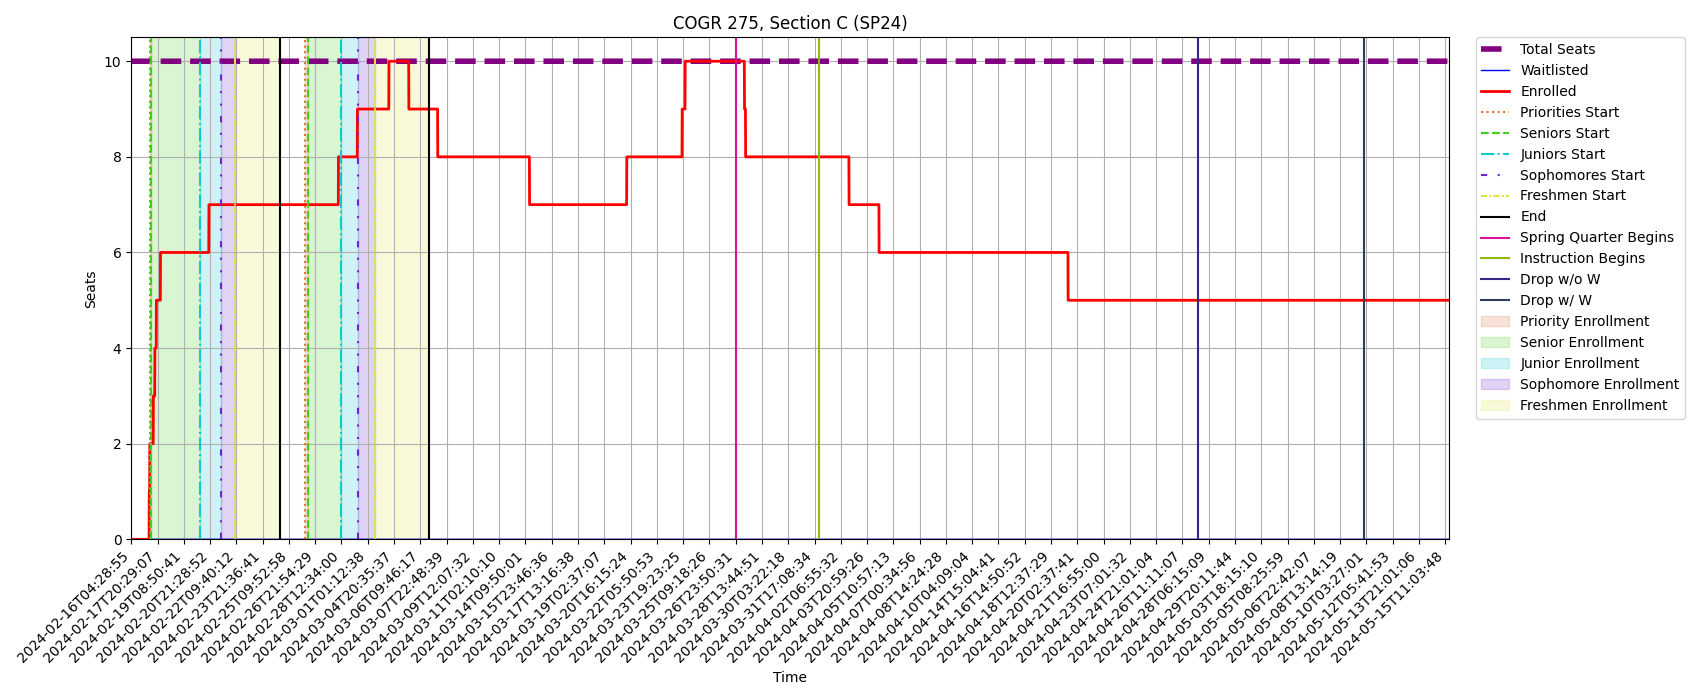 COGR 275, Section C (SP24)
Seats
10
8
6
4
2
0
2024-02-16T04:28:55
2024-02-17T20:29:07
2024-02-19T08:50:41
2024-02-20T21:28:52
2024-02-22T09:40:12
2024-02-23T21:36:41
2024-02-25T09:52:58
2024-02-26T21:54:29
2024-02-28T12:34:00
2024-03-01T01:12:38
2024-03-04T20:35:37
2024-03-06T09:46:17
2024-03-07T22:48:39
2024-03-09T12:07:32
2024-03-11T02:10:10
2024-03-14T09:50:01
2024-03-15T23:46:36
2024-03-17T13:16:38
2024-03-19T02:37:07
2024-03-20T16:15:24
2024-03-22T05:50:53
2024-03-23T19:23:25
2024-03-25T09:18:26
2024-03-26T23:50:31
2024-03-28T13:44:51
2024-03-30T03:22:18
2024-03-31T17:08:34
2024-04-02T06:55:32
2024-04-03T20:59:26
2024-04-05T10:57:13
2024-04-07T00:34:56
2024-04-08T14:24:28
2024-04-10T04:09:04
2024-04-14T15:04:41
2024-04-16T14:50:52
2024-04-18T12:37:29
2024-04-20T02:37:41
2024-04-21T16:55:00
2024-04-23T07:01:32
2024-04-24T21:01:04
2024-04-26T11:11:07
2024-04-28T06:15:09
2024-04-29T20:11:44
2024-05-03T18:15:10
2024-05-05T08:25:59
2024-05-06T22:42:07
2024-05-08T13:14:19
2024-05-10T03:27:01
2024-05-12T05:41:53
2024-05-13T21:01:06
2024-05-15T11:03:48
Time
Total Seats
Waitlisted
Enrolled
Priorities Start
Seniors Start
Juniors Start
Sophomores Start
Freshmen Start
End
Spring Quarter Begins
Instruction Begins
Drop w/o W
Drop w/ W
Priority Enrollment
Senior Enrollment
Junior Enrollment
Sophomore Enrollment
Freshmen Enrollment